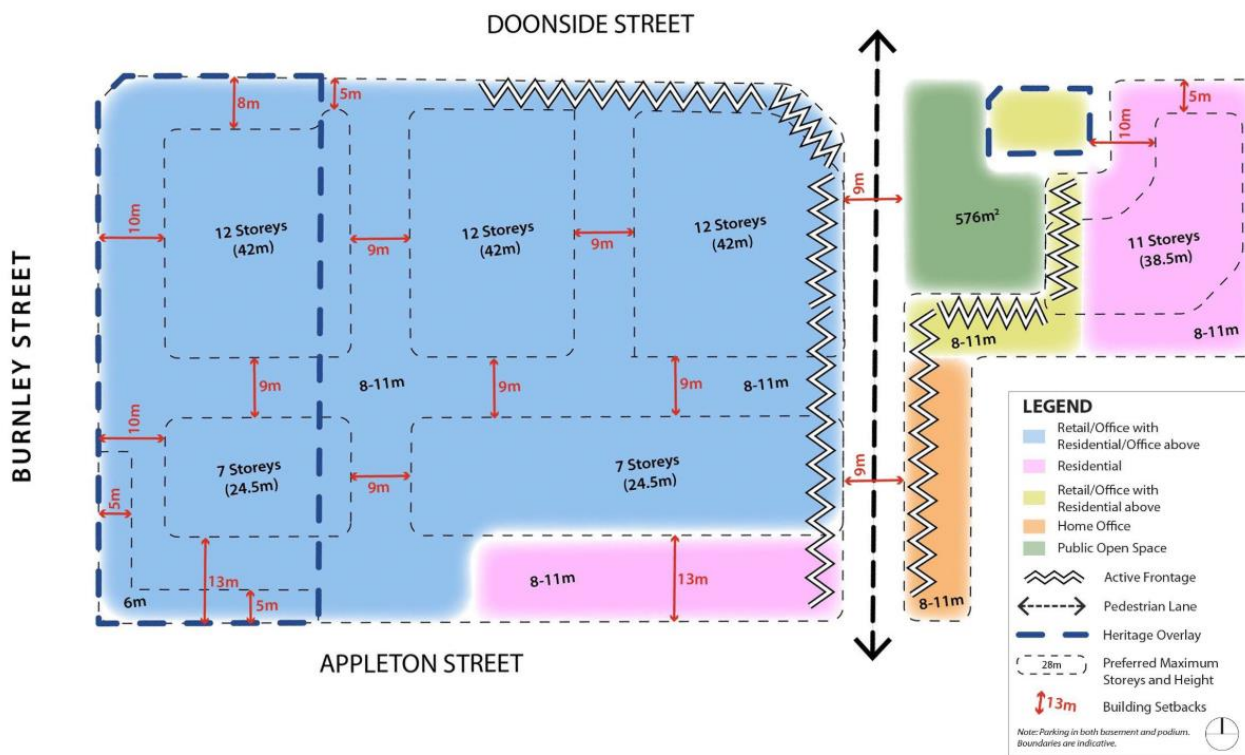 DOONSIDE STREET
BURNLEY STREET
8m
5m
5m
10m
10m
9m
12 Storeys
(42m)
12 Storeys
(42m)
12 Storeys
(42m)
9m
9m
576m²
11 Storeys
(38.5m)
8-11m
8-11m
9m
8-11m
9m
9m
8-11m
10m
7 Storeys
(24.5m)
9m
7 Storeys
(24.5m)
9m
5m
13m
5m
6m
8-11m
13m
8-11m
APPLETON STREET
LEGEND
Retail/Office with
Residential/Office above
Residential
Retail/Office with
Residential above
Home Office
Public Open Space
Active Frontage
Pedestrian Lane
Heritage Overlay
28m
Preferred Maximum
Storeys and Height
13m
Building Setbacks
Note: Parking in both basement and podium.
Boundaries are indicative.